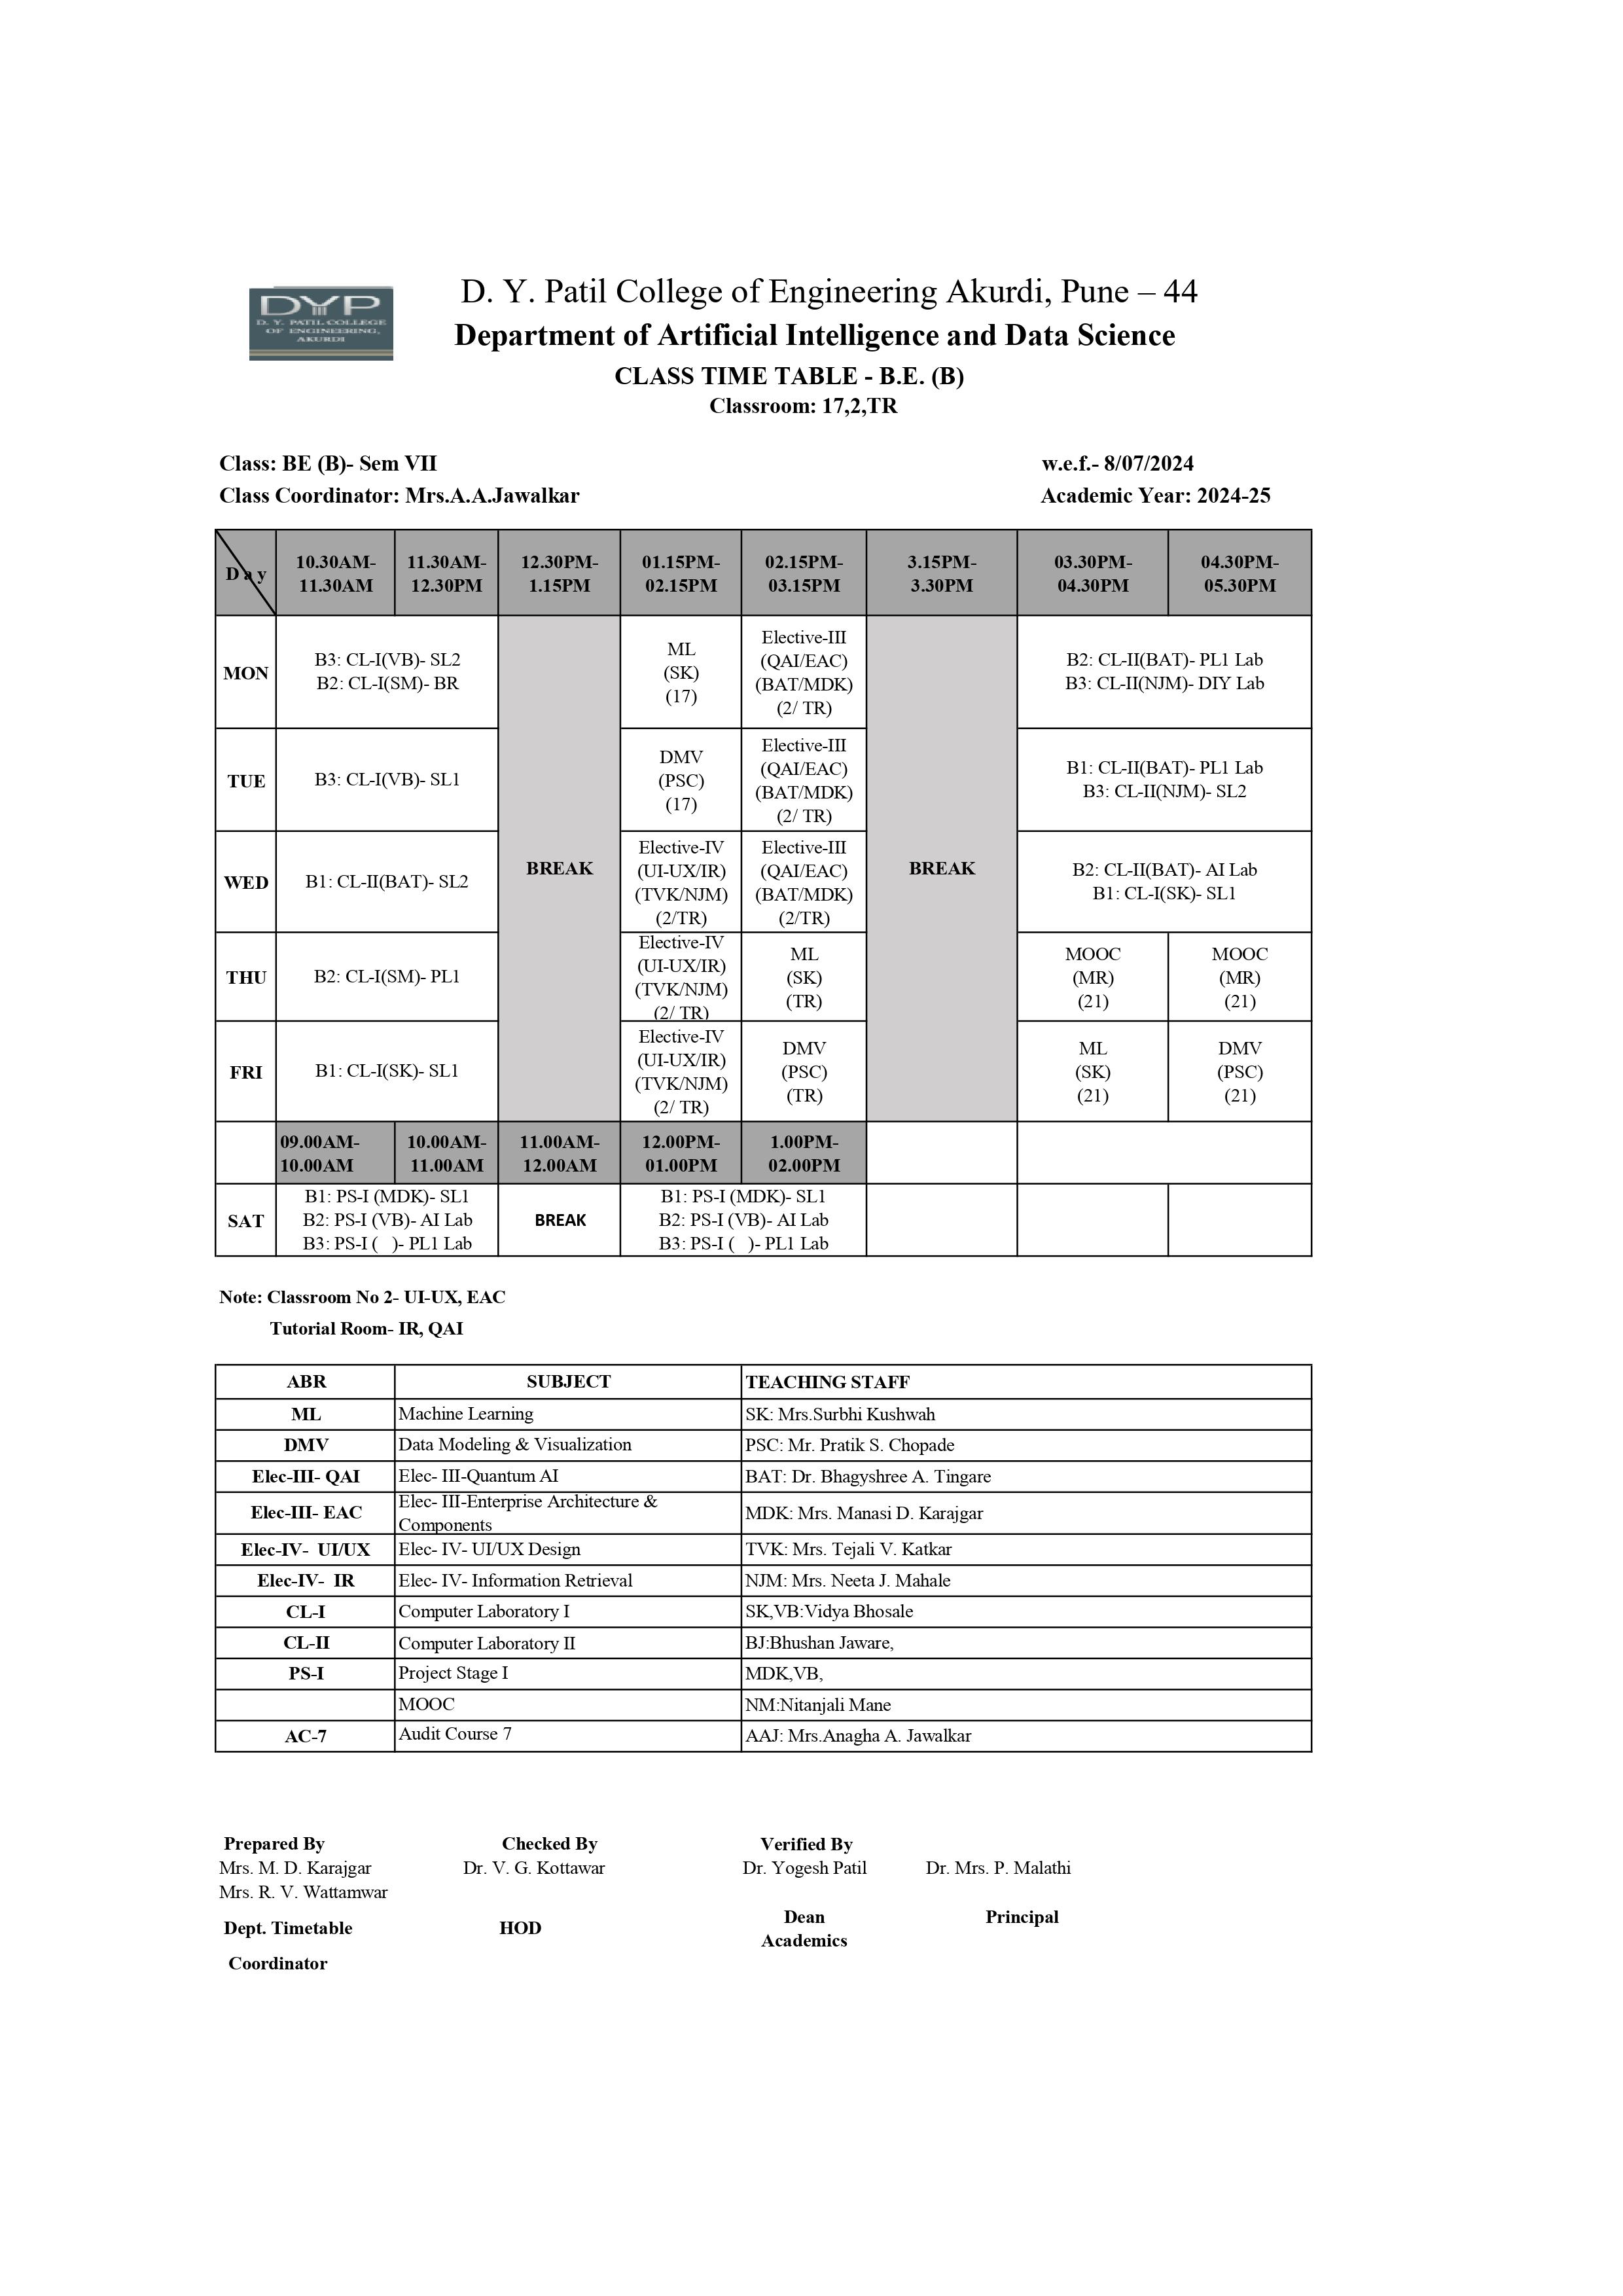 DYP
D. Y. PATIL COLLEGE
OF ENGINEERING,
AKURDI
D. Y. Patil College of Engineering Akurdi, Pune – 44
Department of Artificial Intelligence and Data Science
CLASS TIME TABLE - B.E. (B)
Classroom: 17,2,TR
Class: BE (B)- Sem VII
w.e.f.- 8/07/2024
Class Coordinator: Mrs.A.A.Jawalkar
Academic Year: 2024-25
Day
10.30AM-
11.30AM
11.30AM-
12.30PM
12.30PM-
1.15PM
01.15PM-
02.15PM
02.15PM-
03.15PM
3.15PM-
3.30PM
03.30PM-
04.30PM
04.30PM-
05.30PM
MON
B3: CL-I(VB)- SL2
B2: CL-I(SM)- BR
BREAK
ML
(SK)
(17)
Elective-III
(QAI/EAC)
(BAT/MDK)
(2/ TR)
BREAK
B2: CL-II(BAT)- PL1 Lab
B3: CL-II(NJM)- DIY Lab
TUE
B3: CL-I(VB)- SL1
DMV
(PSC)
(17)
Elective-III
(QAI/EAC)
(BAT/MDK)
(2/ TR)
B1: CL-II(BAT)- PL1 Lab
B3: CL-II(NJM)- SL2
WED
B1: CL-II(BAT)- SL2
Elective-IV
(UI-UX/IR)
(TVK/NJM)
(2/TR)
Elective-III
(QAI/EAC)
(BAT/MDK)
(2/TR)
B2: CL-II(BAT)- AI Lab
B1: CL-I(SK)- SL1
THU
B2: CL-I(SM)- PL1
Elective-IV
(UI-UX/IR)
(TVK/NJM)
(2/ TR)
ML
(SK)
(TR)
MOOC
(MR)
(21)
MOOC
(MR)
(21)
FRI
B1: CL-I(SK)- SL1
Elective-IV
(UI-UX/IR)
(TVK/NJM)
(2/ TR)
DMV
(PSC)
(TR)
ML
(SK)
(21)
DMV
(PSC)
(21)
09.00AM-
10.00AM
10.00AM-
11.00AM
11.00AM-
12.00AM
12.00PM-
01.00PM
1.00PM-
02.00PM
SAT
B1: PS-I (MDK)- SL1
B2: PS-I (VB)- AI Lab
B3: PS-I (   )- PL1 Lab
BREAK
B1: PS-I (MDK)- SL1
B2: PS-I (VB)- AI Lab
B3: PS-I (   )- PL1 Lab
Note: Classroom No 2- UI-UX, EAC
Tutorial Room- IR, QAI
ABR SUBJECT TEACHING STAFF
ML Machine Learning SK: Mrs.Surbhi Kushwah
DMV Data Modeling & Visualization PSC: Mr. Pratik S. Chopade
Elec-III- QAI Elec- III-Quantum AI BAT: Dr. Bhagyshree A. Tingare
Elec-III- EAC Elec- III-Enterprise Architecture &
Components MDK: Mrs. Manasi D. Karajgar
Elec-IV-  UI/UX Elec- IV- UI/UX Design TVK: Mrs. Tejali V. Katkar
Elec-IV-  IR Elec- IV- Information Retrieval NJM: Mrs. Neeta J. Mahale
CL-I Computer Laboratory I SK,VB:Vidya Bhosale
CL-II Computer Laboratory II BJ:Bhushan Jaware,
PS-I Project Stage I MDK,VB,
MOOC NM:Nitanjali Mane
AC-7 Audit Course 7 AAJ: Mrs.Anagha A. Jawalkar
Prepared By Checked By Verified By
Mrs. M. D. Karajgar Dr. V. G. Kottawar Dr. Yogesh Patil Dr. Mrs. P. Malathi
Mrs. R. V. Wattamwar
Dept. Timetable
Coordinator
HOD
Dean
Academics
Principal